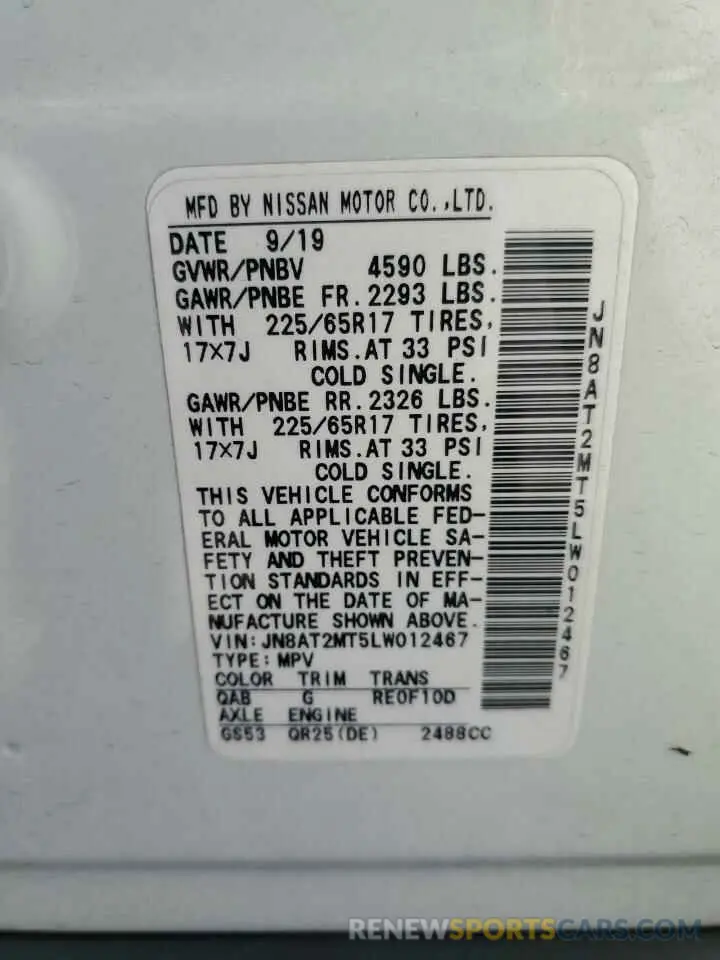 MFD BY NISSAN MOTOR CO.,LTD.
DATE 9/19
GVWR/PNBV 4590 LBS.
GAWR/PNBE FR. 2293 LBS.
WITH 225/65R17 TIRES,
17×7J RIMS. AT 33 PSI
COLD SINGLE.
GAWR/PNBE RR. 2326 LBS.
WITH 225/65R17 TIRES,
17×7J RIMS. AT 33 PSI
COLD SINGLE.
THIS VEHICLE CONFORMS
TO ALL APPLICABLE FED-
ERAL MOTOR VEHICLE SA-
FETY AND THEFT PREVEN-
TION STANDARDS IN EFF-
ECT ON THE DATE OF MA-
NUFACTURE SHOWN ABOVE.
VIN: JN8AT2MT5LW012467
TYPE: MPV
COLOR TRIM TRANS
QAB G RE0F10D
AXLE ENGINE
GS53 QR25(DE) 2488CC
JN8AT2MT5LW012467
RENEWSPORTSCARS.COM